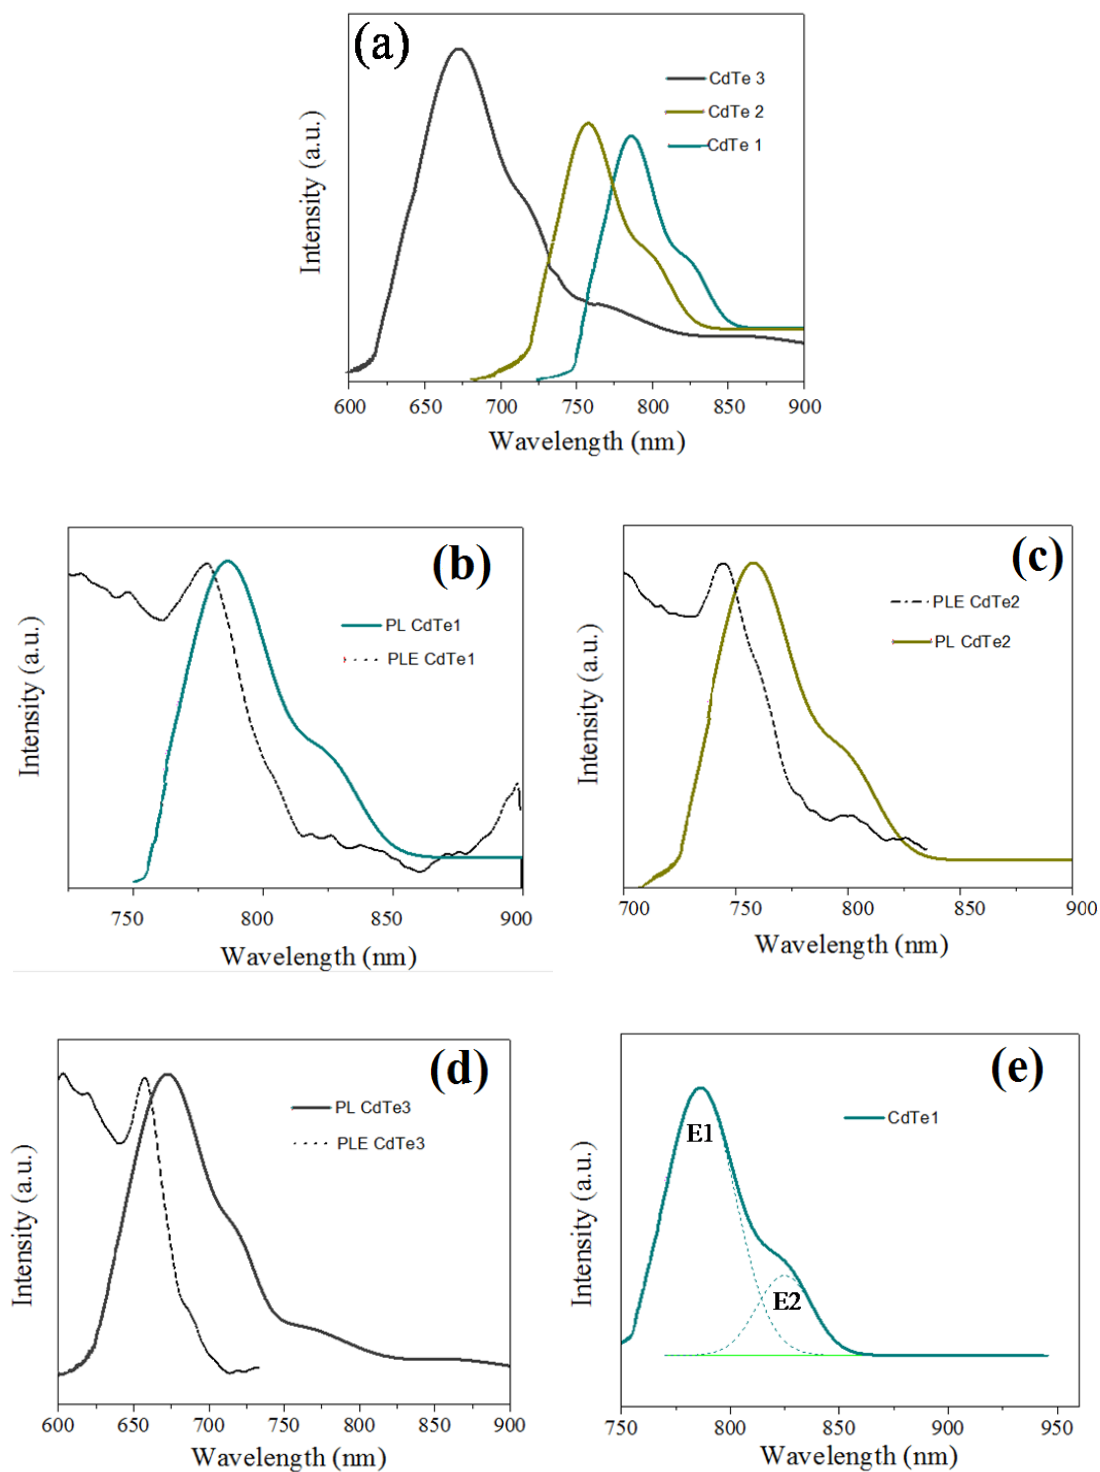 (a)
CdTe 3
CdTe 2
CdTe 1
Intensity (a.u.)
600 650 700 750 800 850 900
Wavelength (nm)
(b)
PL CdTe1
PLE CdTe1
Intensity (a.u.)
750 800 850 900
Wavelength (nm)
(c)
PLE CdTe2
PL CdTe2
Intensity (a.u.)
700 750 800 850 900
Wavelength (nm)
(d)
PL CdTe3
PLE CdTe3
Intensity (a.u.)
600 650 700 750 800 850 900
Wavelength (nm)
(e)
CdTe1
E1
E2
Intensity (a.u.)
750 800 850 900 950
Wavelength (nm)